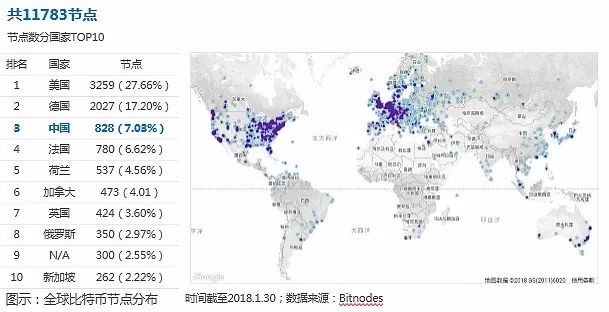 共11783节点
节点数分国家TOP10
排名 国家 节点
1 美国 3259 (27.66%)
2 德国 2027 (17.20%)
3 中国 828 (7.03%)
4 法国 780 (6.62%)
5 荷兰 537 (4.56%)
6 加拿大 473 (4.01)
7 英国 424 (3.60%)
8 俄罗斯 350 (2.97%)
9 N/A 300 (2.55%)
10 新加坡 262 (2.22%)
北大西洋
大西洋
印度洋
Google
地图数据 ©2018 GS(2011)6020 使用条款
图示：全球比特币节点分布 时间截至2018.1.30；数据来源：Bitnodes